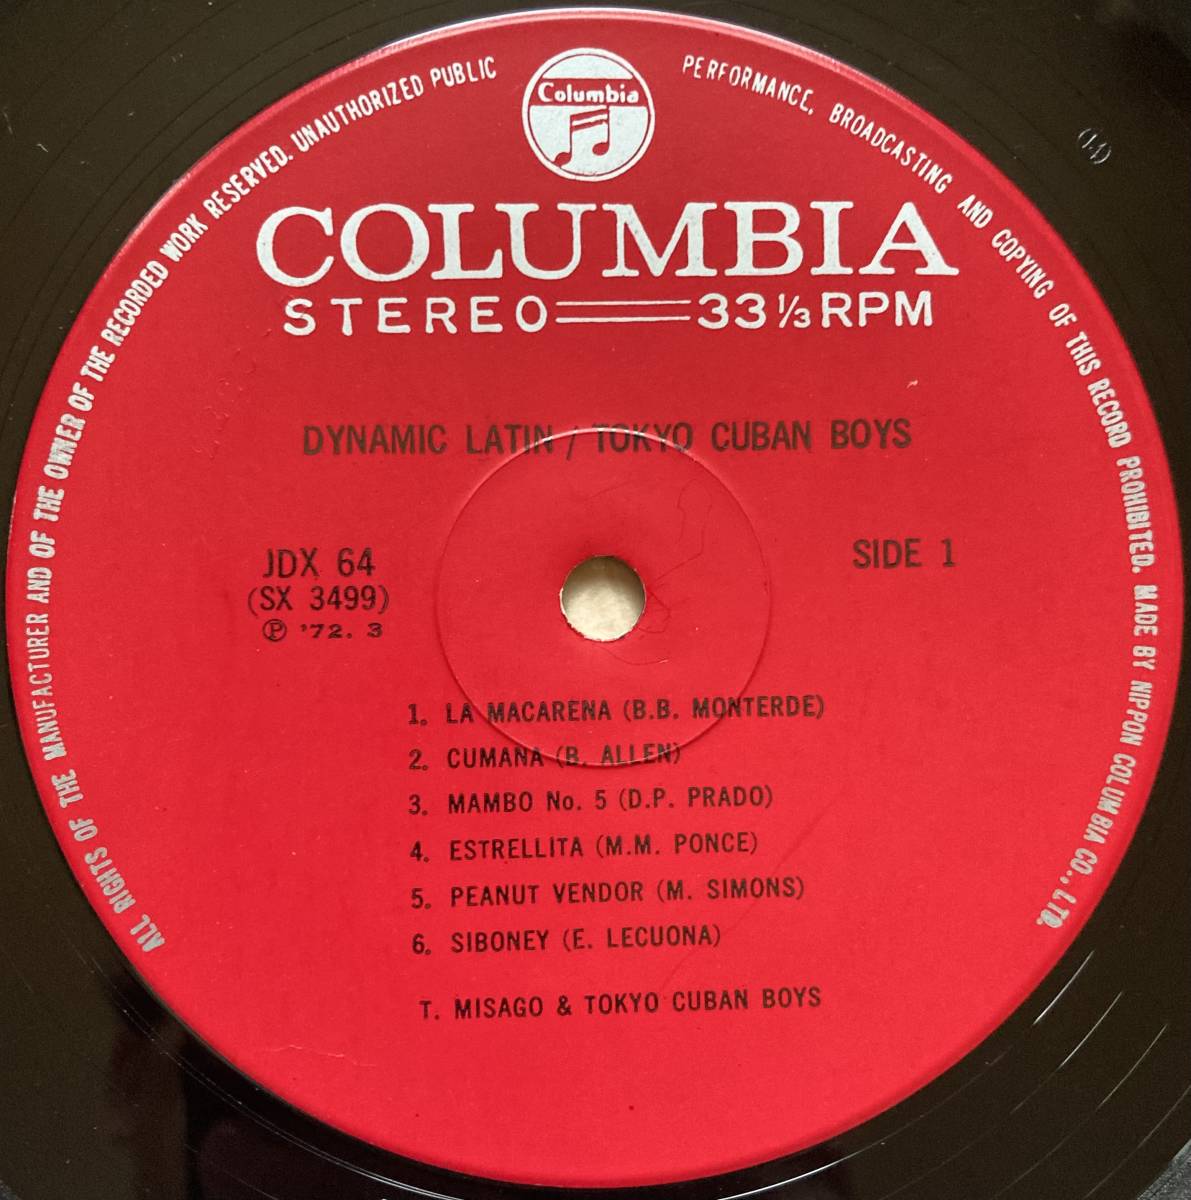 ALL RIGHTS OF THE MANUFACTURER AND OF THE OWNER OF THE RECORDED WORK RESERVED. UNAUTHORIZED PUBLIC PERFORMANCE, BROADCASTING AND COPYING OF THIS RECORD PROHIBITED. MADE BY NIPPON COLUMBIA CO., LTD.
Columbia
COLUMBIA
STEREO 33 1/3 RPM
DYNAMIC LATIN / TOKYO CUBAN BOYS
JDX 64
(SX 3499)
Ⓟ '72. 3
SIDE 1
1. LA MACARENA (B.B. MONTERDE)
2. CUMANA (B. ALLEN)
3. MAMBO No. 5 (D.P. PRADO)
4. ESTRELLITA (M.M. PONCE)
5. PEANUT VENDOR (M. SIMONS)
6. SIBONEY (E. LECUONA)
T. MISAGO & TOKYO CUBAN BOYS